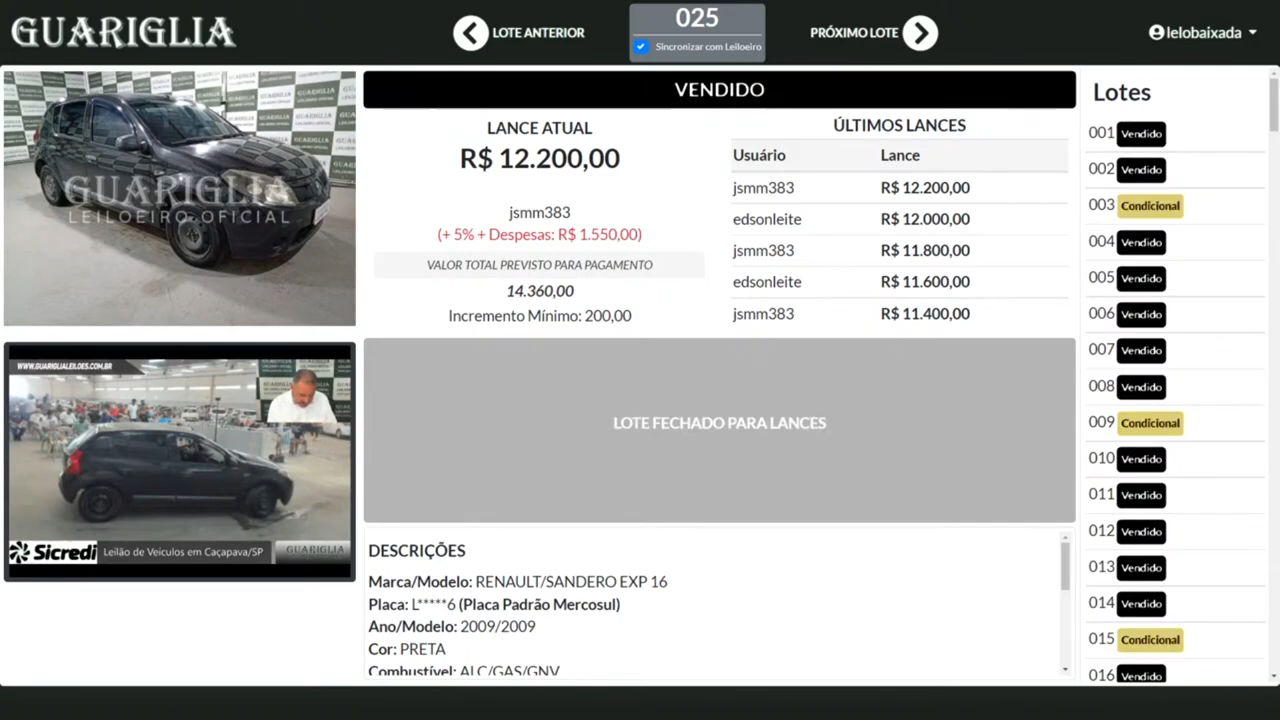 GUARIGLIA
LOTE ANTERIOR
025
Sincronizar com Leiloeiro
PRÓXIMO LOTE
lelobaixada
GUARIGLIA
LEILOEIRO OFICIAL
VENDIDO
LANCE ATUAL
R$ 12.200,00
jsmm383
(+ 5% + Despesas: R$ 1.550,00)
VALOR TOTAL PREVISTO PARA PAGAMENTO
14.360,00
Incremento Mínimo: 200,00
ÚLTIMOS LANCES
Usuário Lance
jsmm383 R$ 12.200,00
edsonleite R$ 12.000,00
jsmm383 R$ 11.800,00
edsonleite R$ 11.600,00
jsmm383 R$ 11.400,00
LOTE FECHADO PARA LANCES
WWW.GUARIGLIALEILOES.COM.BR
GUARIGLIA
Sicredi Leilão de Veiculos em Caçapava/SP GUARIGLIA
DESCRIÇÕES
Marca/Modelo: RENAULT/SANDERO EXP 16
Placa: L*****6 (Placa Padrão Mercosul)
Ano/Modelo: 2009/2009
Cor: PRETA
Combustível: ALC/GAS/GNV
Lotes
001 Vendido
002 Vendido
003 Condicional
004 Vendido
005 Vendido
006 Vendido
007 Vendido
008 Vendido
009 Condicional
010 Vendido
011 Vendido
012 Vendido
013 Vendido
014 Vendido
015 Condicional
016 Vendido